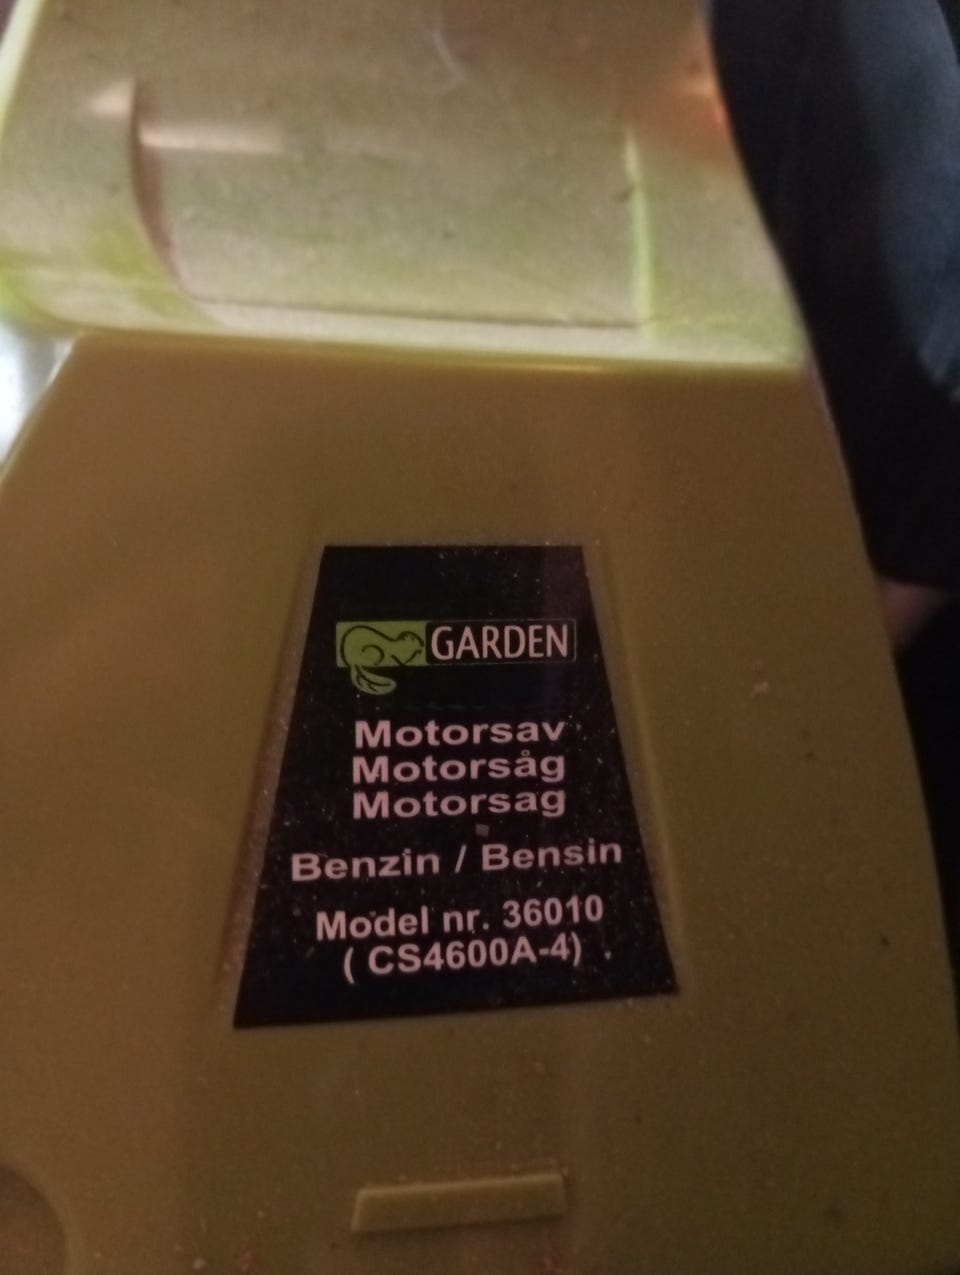 GARDEN
Motorsav
Motorsåg
Motorsag
Benzin / Bensin
Model nr. 36010
( CS4600A-4)